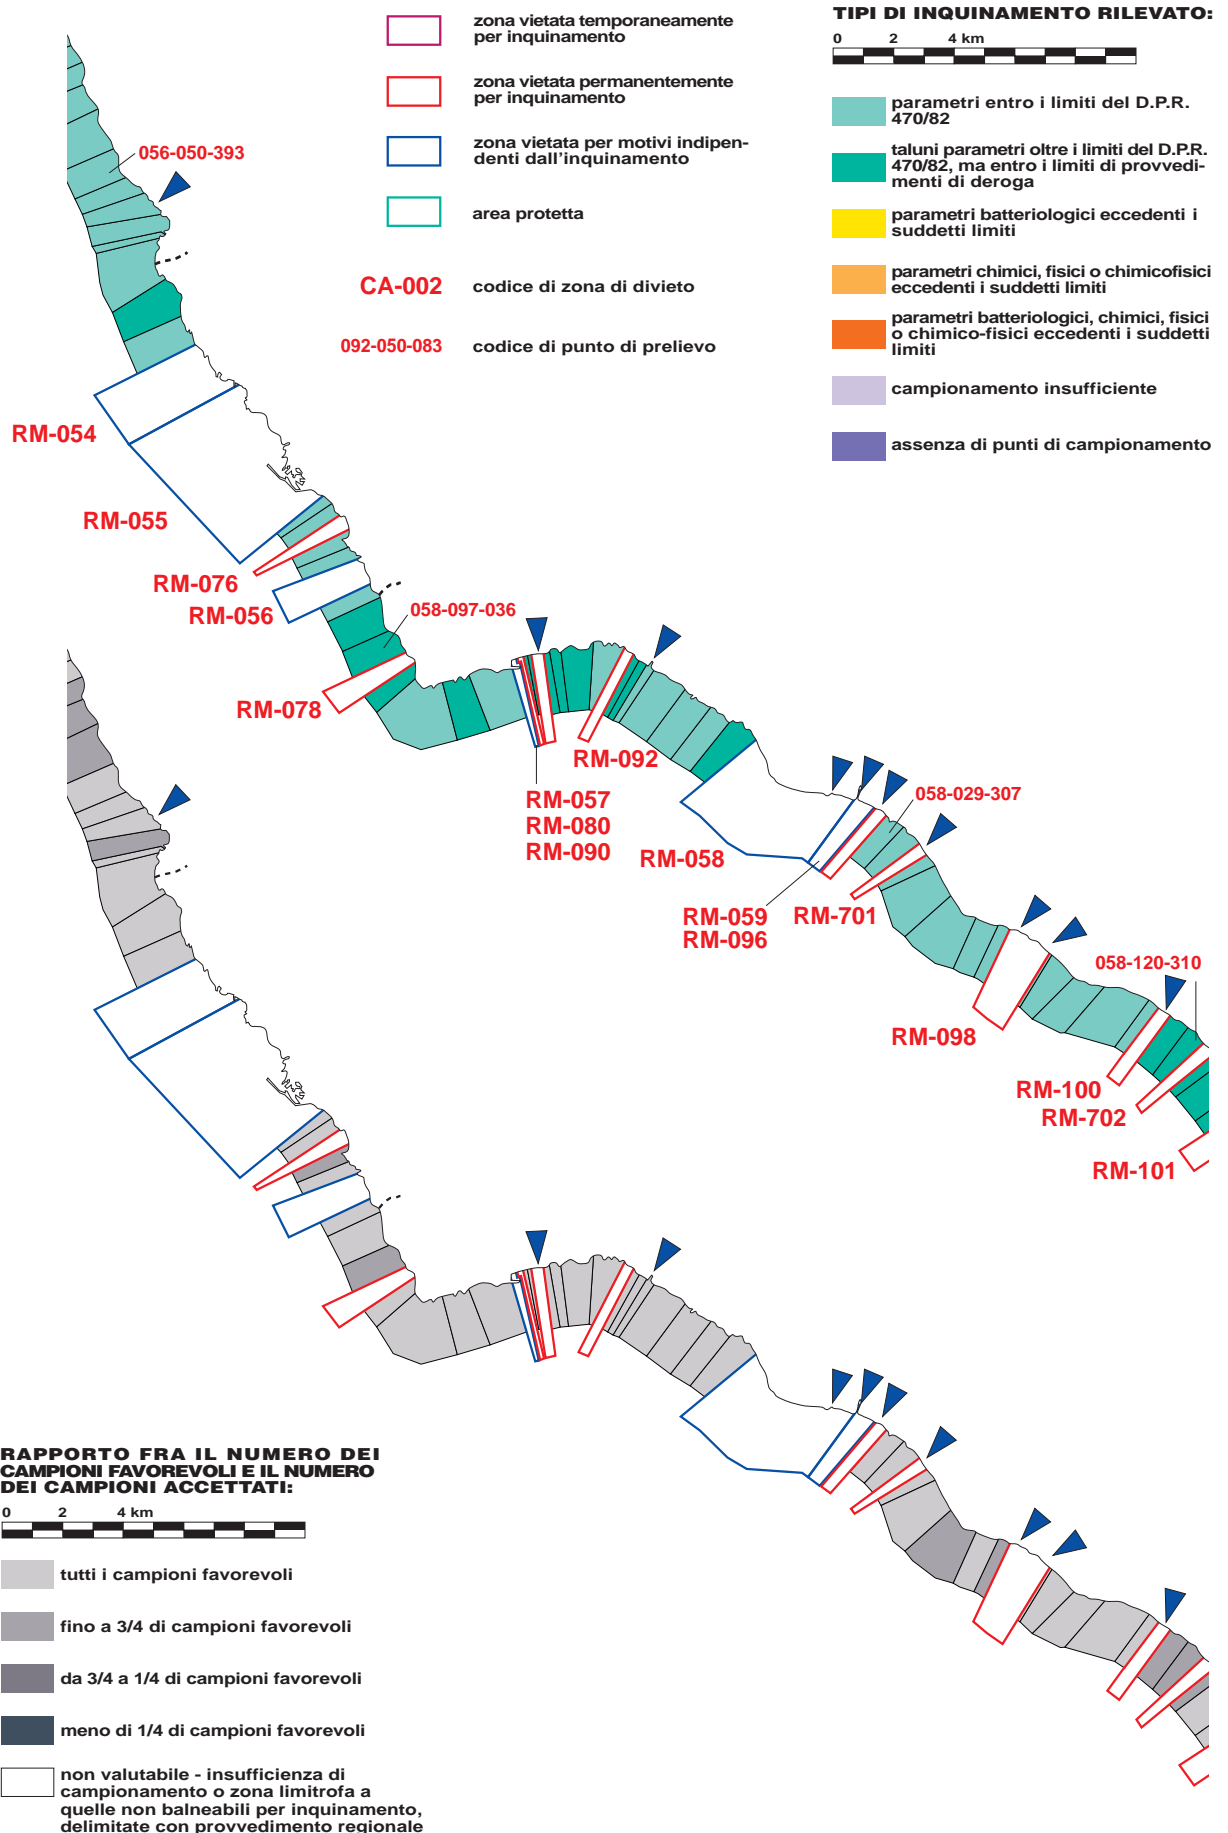 zona vietata temporaneamente
per inquinamento
zona vietata permanentemente
per inquinamento
zona vietata per motivi indipen-
denti dall'inquinamento
area protetta
CA-002 codice di zona di divieto
092-050-083 codice di punto di prelievo
TIPI DI INQUINAMENTO RILEVATO:
0 2 4 km
parametri entro i limiti del D.P.R.
470/82
taluni parametri oltre i limiti del D.P.R.
470/82, ma entro i limiti di provvedi-
menti di deroga
parametri batteriologici eccedenti i
suddetti limiti
parametri chimici, fisici o chimicofisici
eccedenti i suddetti limiti
parametri batteriologici, chimici, fisici
o chimico-fisici eccedenti i suddetti
limiti
campionamento insufficiente
assenza di punti di campionamento
056-050-393
RM-054
RM-055
RM-076
RM-056
058-097-036
RM-078
RM-092
RM-057
RM-080
RM-090
RM-058
058-029-307
RM-059
RM-096
RM-701
058-120-310
RM-098
RM-100
RM-702
RM-101
RAPPORTO FRA IL NUMERO DEI
CAMPIONI FAVOREVOLI E IL NUMERO
DEI CAMPIONI ACCETTATI:
0 2 4 km
tutti i campioni favorevoli
fino a 3/4 di campioni favorevoli
da 3/4 a 1/4 di campioni favorevoli
meno di 1/4 di campioni favorevoli
non valutabile - insufficienza di
campionamento o zona limitrofa a
quelle non balneabili per inquinamento,
delimitate con provvedimento regionale